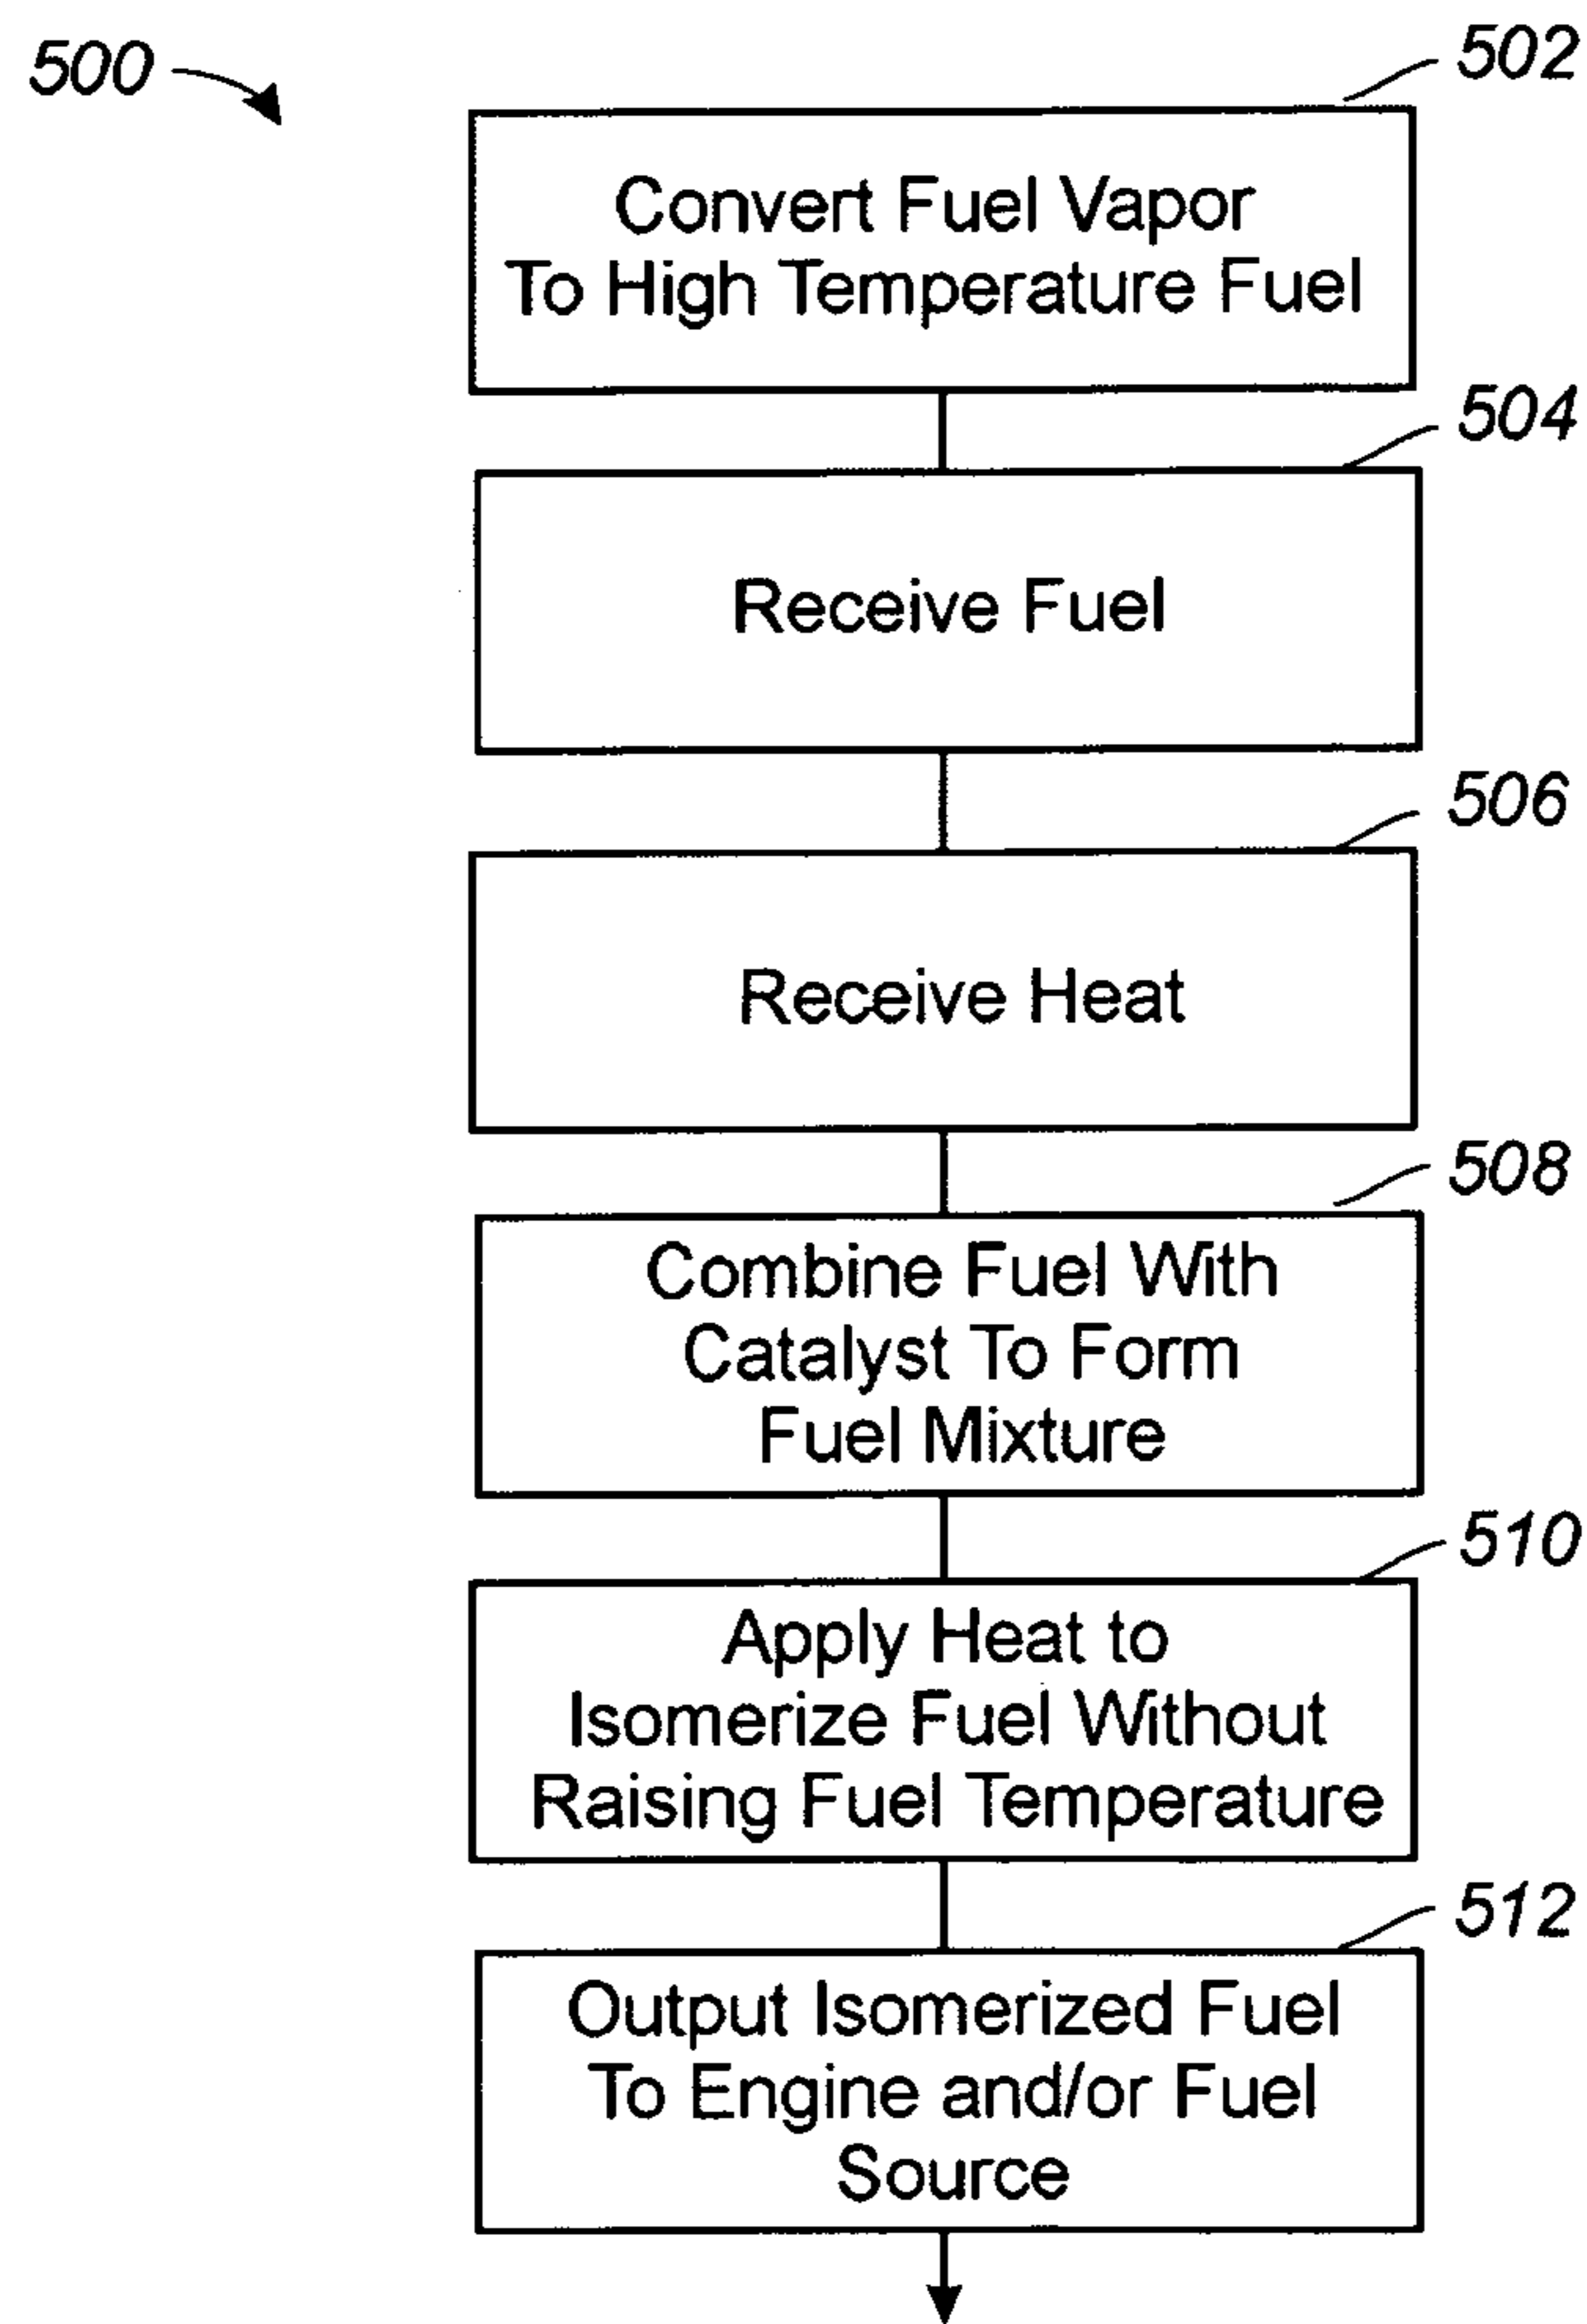 500
502
Convert Fuel Vapor
To High Temperature Fuel
504
Receive Fuel
506
Receive Heat
508
Combine Fuel With
Catalyst To Form
Fuel Mixture
510
Apply Heat to
Isomerize Fuel Without
Raising Fuel Temperature
512
Output Isomerized Fuel
To Engine and/or Fuel
Source